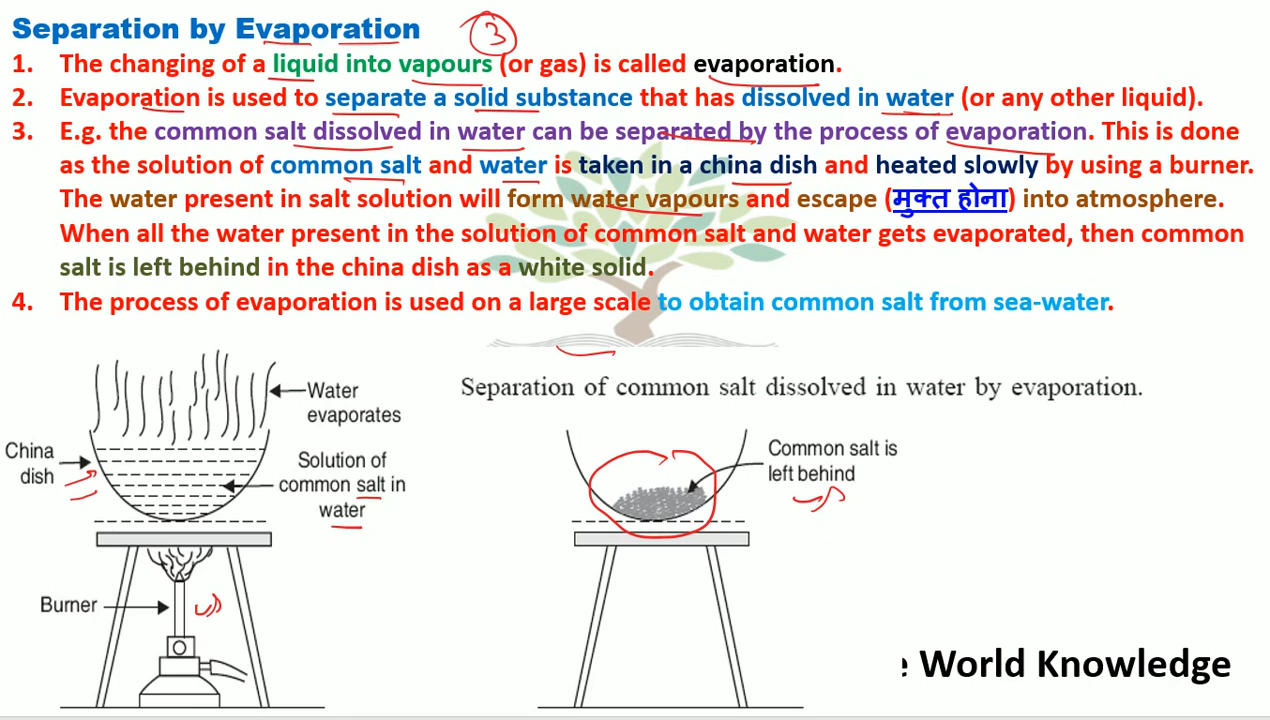 Separation by Evaporation
3
1. The changing of a liquid into vapours (or gas) is called evaporation.
2. Evaporation is used to separate a solid substance that has dissolved in water (or any other liquid).
3. E.g. the common salt dissolved in water can be separated by the process of evaporation. This is done
as the solution of common salt and water is taken in a china dish and heated slowly by using a burner.
The water present in salt solution will form water vapours and escape (मुक्त होना) into atmosphere.
When all the water present in the solution of common salt and water gets evaporated, then common
salt is left behind in the china dish as a white solid.
4. The process of evaporation is used on a large scale to obtain common salt from sea-water.
Separation of common salt dissolved in water by evaporation.
Water
evaporates
China
dish
Solution of
common salt in
water
Burner
Common salt is
left behind
World Knowledge